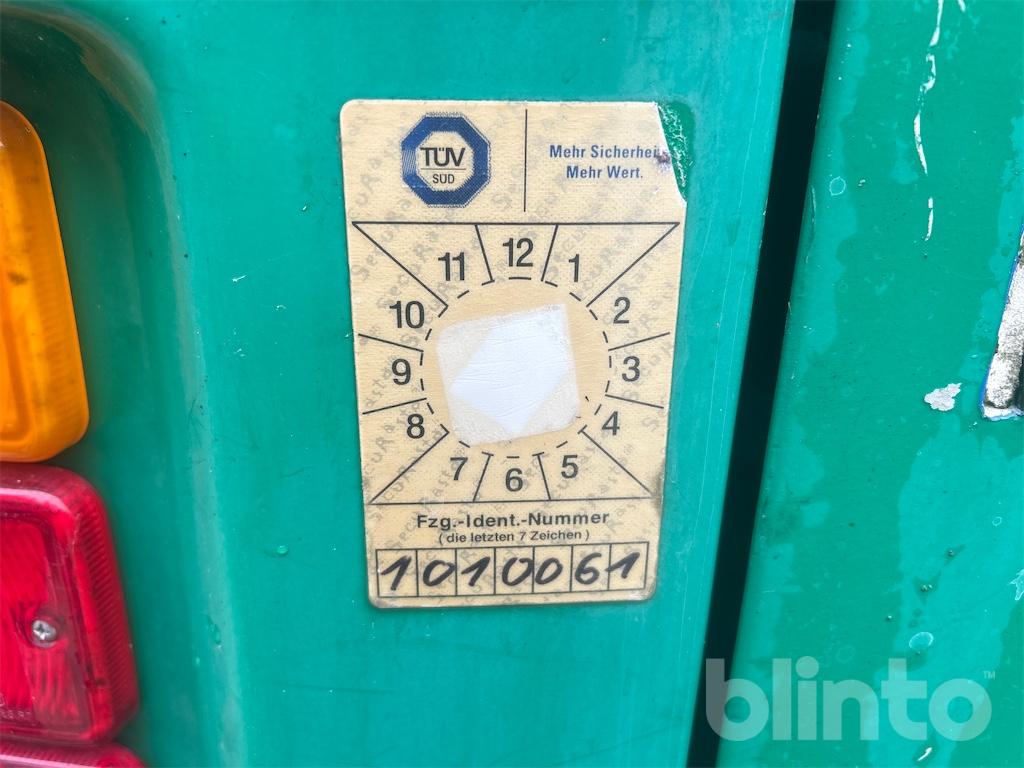 TÜV
SÜD
Mehr Sicherhei
Mehr Wert.
12
1
2
3
4
5
6
7
8
9
10
11
Fzg.-Ident.-Nummer
(die letzten 7 Zeichen)
1010061
blinto™